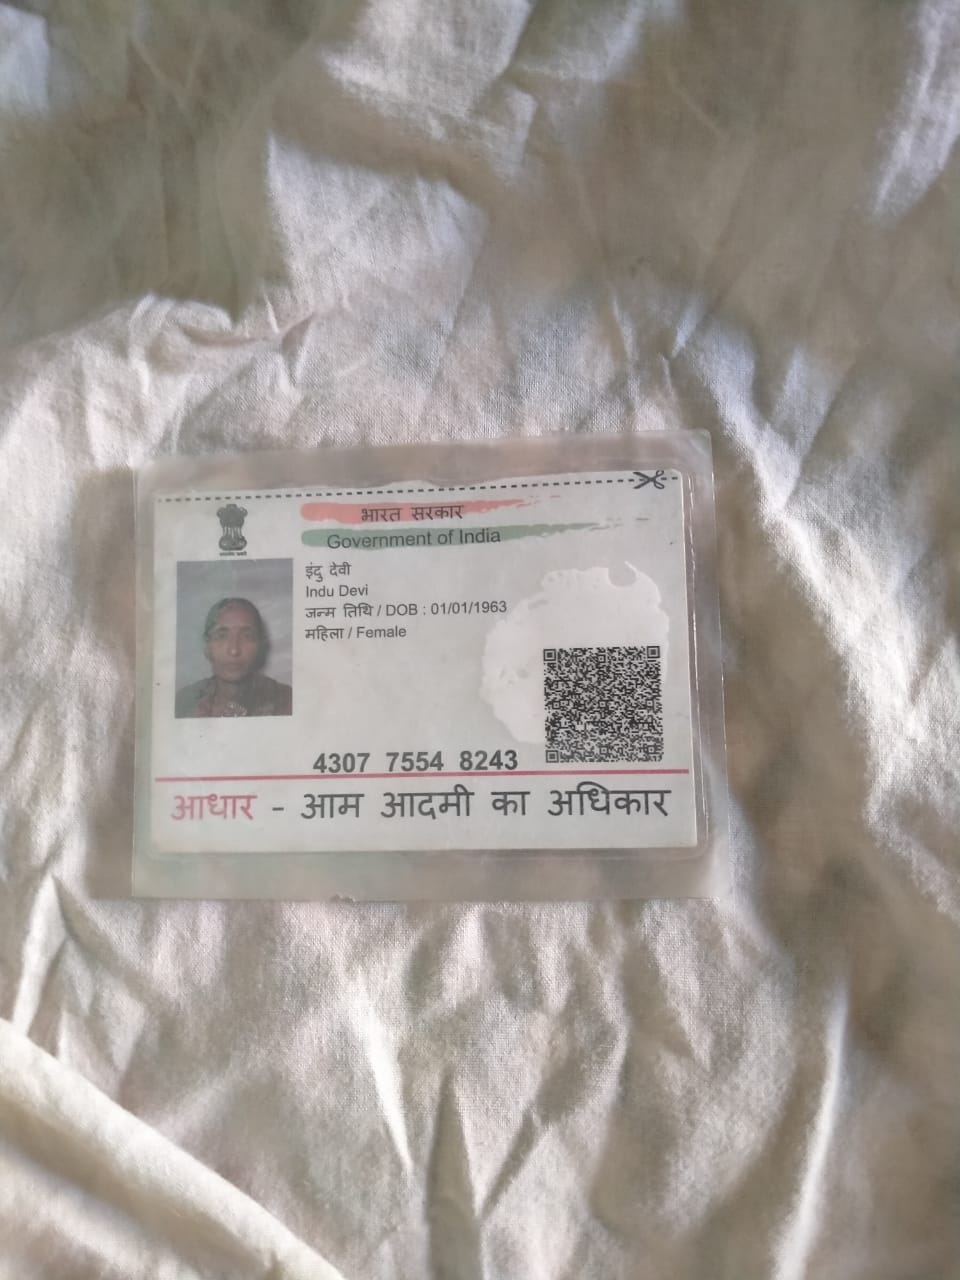 भारत सरकार
Government of India
इंदु देवी
Indu Devi
जन्म तिथि / DOB : 01/01/1963
महिला / Female
4307 7554 8243
आधार - आम आदमी का अधिकार